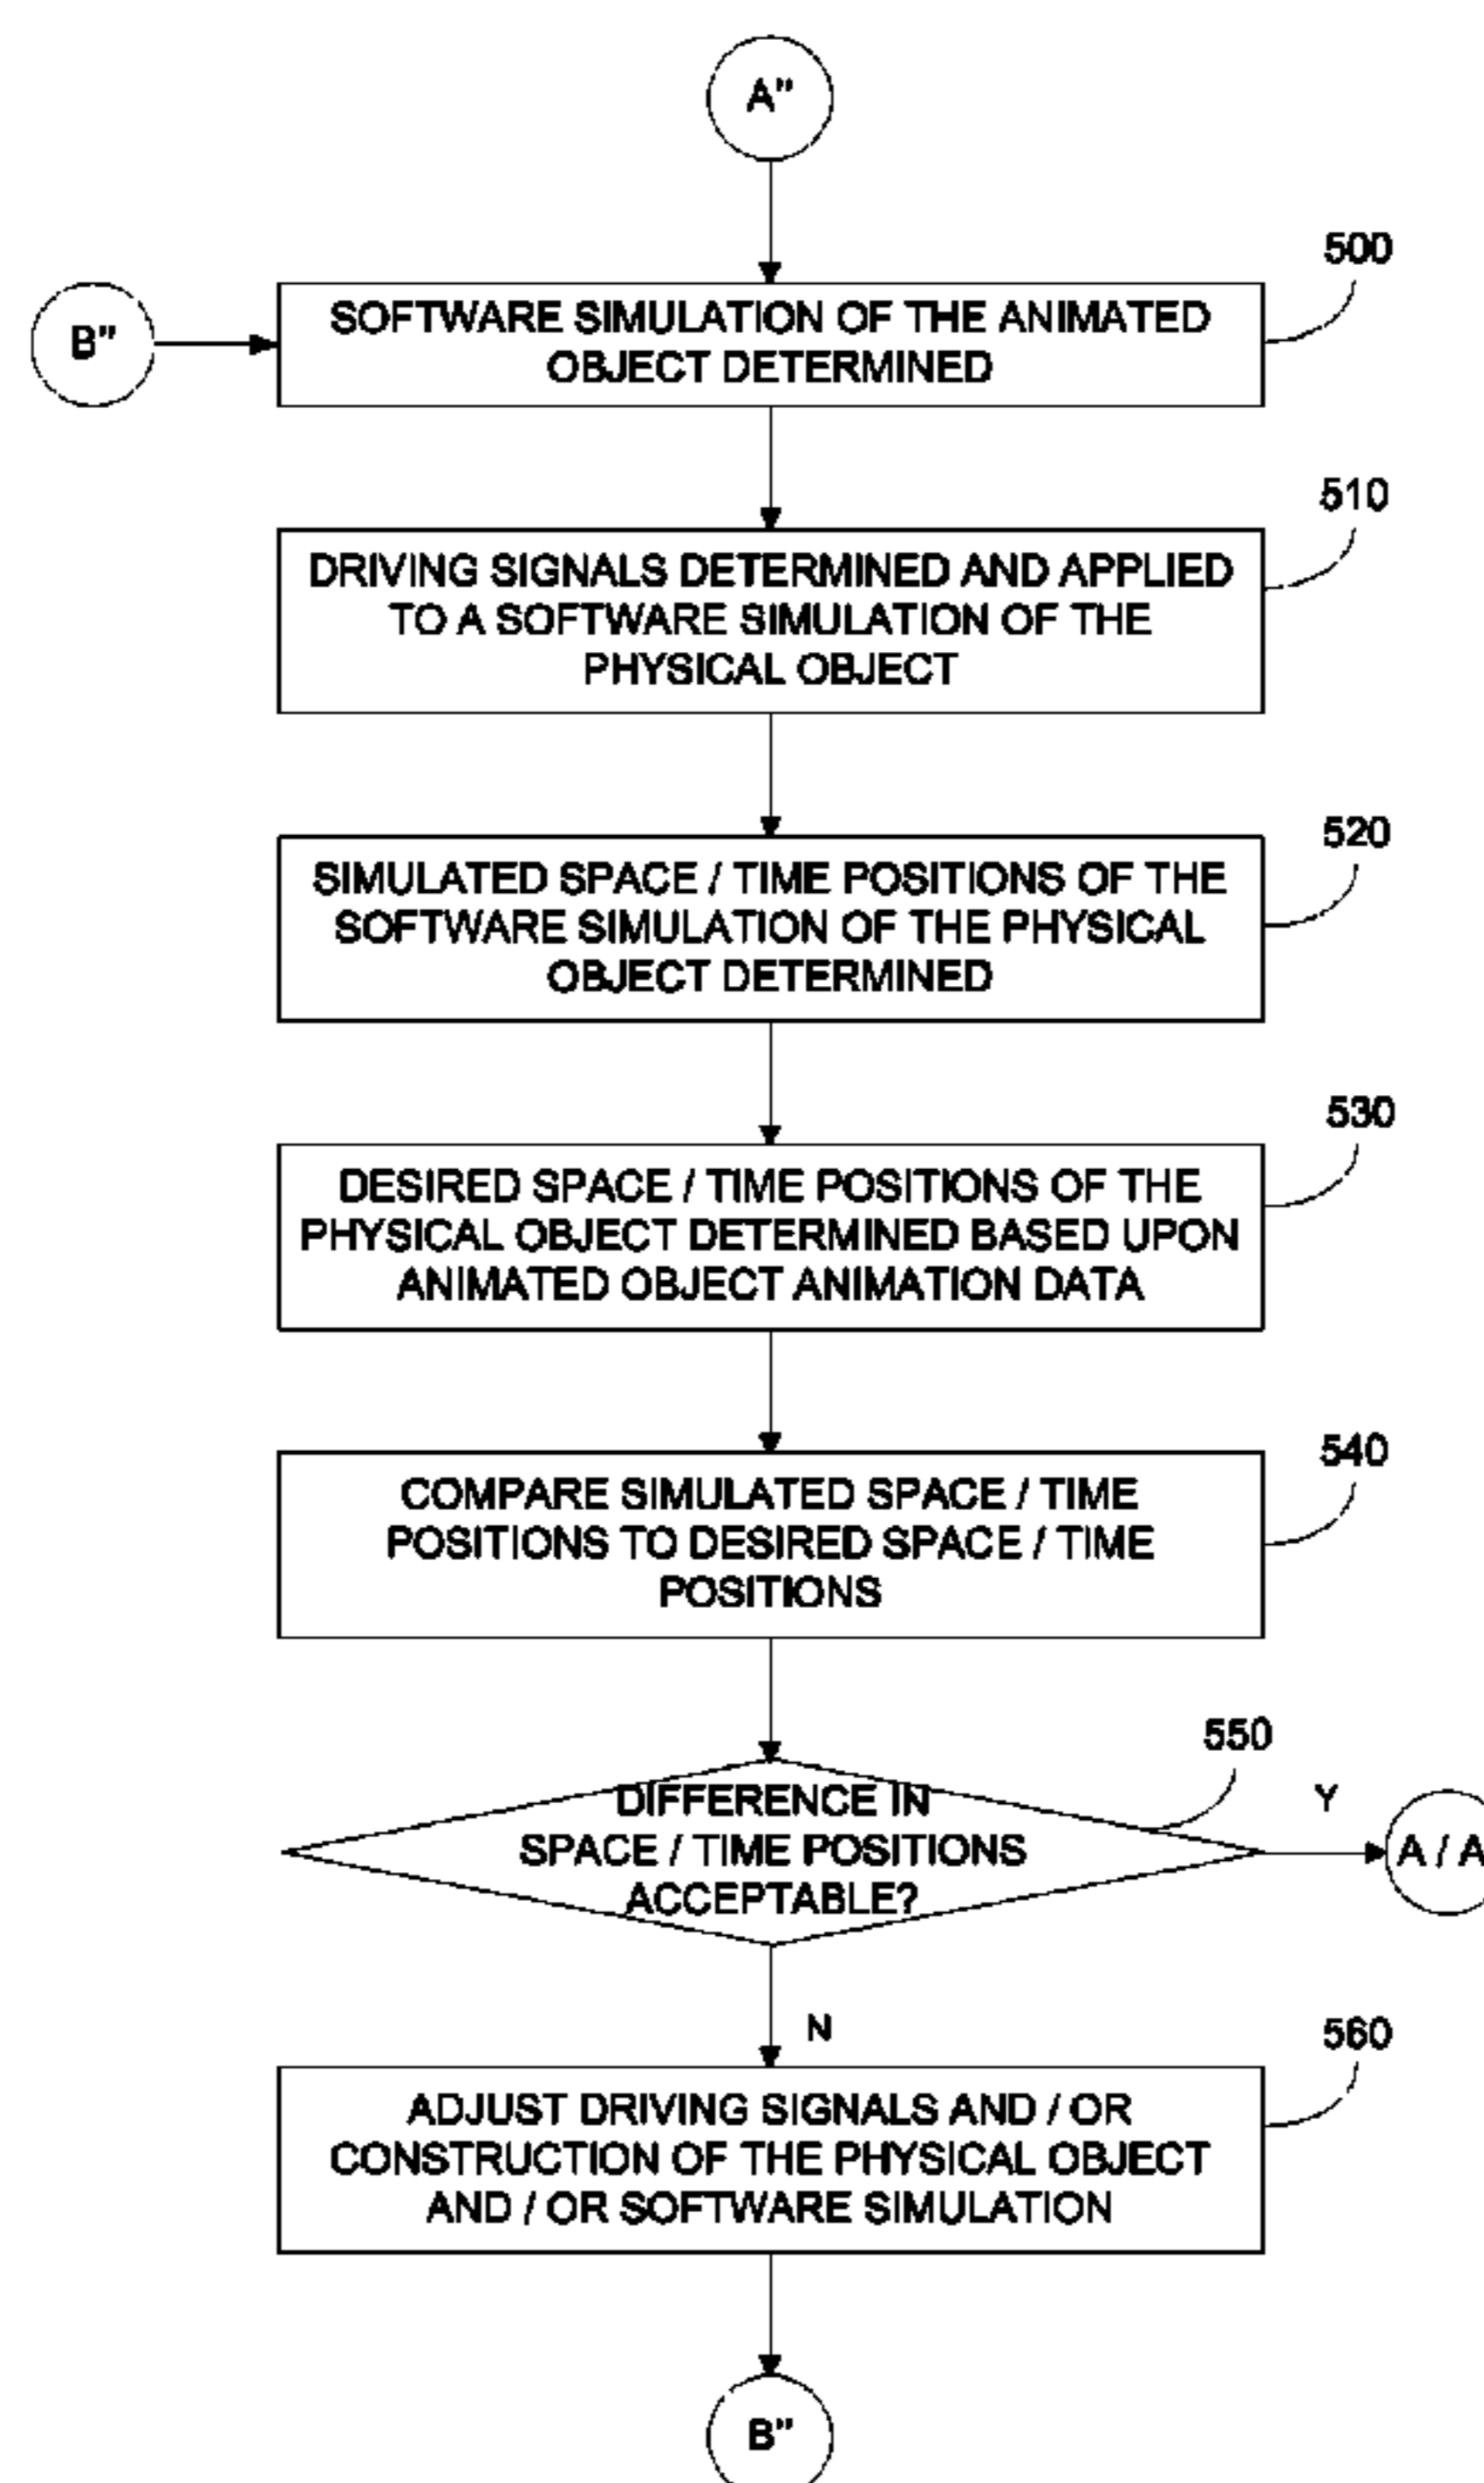 A"
500
B"
SOFTWARE SIMULATION OF THE ANIMATED
OBJECT DETERMINED
510
DRIVING SIGNALS DETERMINED AND APPLIED
TO A SOFTWARE SIMULATION OF THE
PHYSICAL OBJECT
520
SIMULATED SPACE / TIME POSITIONS OF THE
SOFTWARE SIMULATION OF THE PHYSICAL
OBJECT DETERMINED
530
DESIRED SPACE / TIME POSITIONS OF THE
PHYSICAL OBJECT DETERMINED BASED UPON
ANIMATED OBJECT ANIMATION DATA
540
COMPARE SIMULATED SPACE / TIME
POSITIONS TO DESIRED SPACE / TIME
POSITIONS
550
DIFFERENCE IN
SPACE / TIME POSITIONS
ACCEPTABLE?
Y
A / A
N
560
ADJUST DRIVING SIGNALS AND / OR
CONSTRUCTION OF THE PHYSICAL OBJECT
AND / OR SOFTWARE SIMULATION
B"